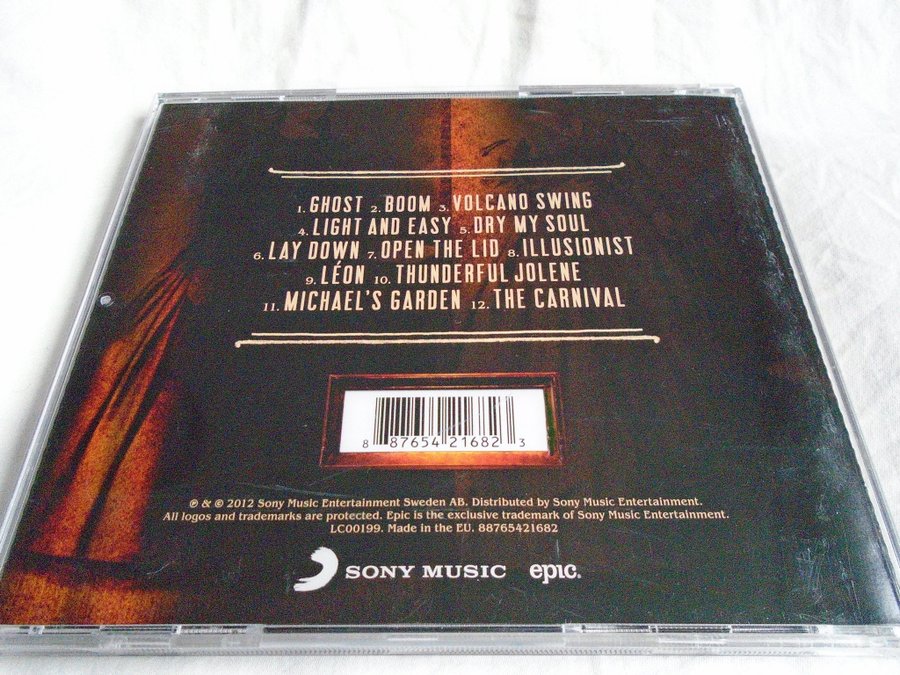 1. GHOST 2. BOOM 3. VOLCANO SWING
4. LIGHT AND EASY 5. DRY MY SOUL
6. LAY DOWN 7. OPEN THE LID 8. ILLUSIONIST
9. LÉON 10. THUNDERFUL JOLENE
11. MICHAEL'S GARDEN 12. THE CARNIVAL
8 87654 21682 3
℗ & © 2012 Sony Music Entertainment Sweden AB. Distributed by Sony Music Entertainment.
All logos and trademarks are protected. Epic is the exclusive trademark of Sony Music Entertainment.
LC00199. Made in the EU. 88765421682
SONY MUSIC epic®